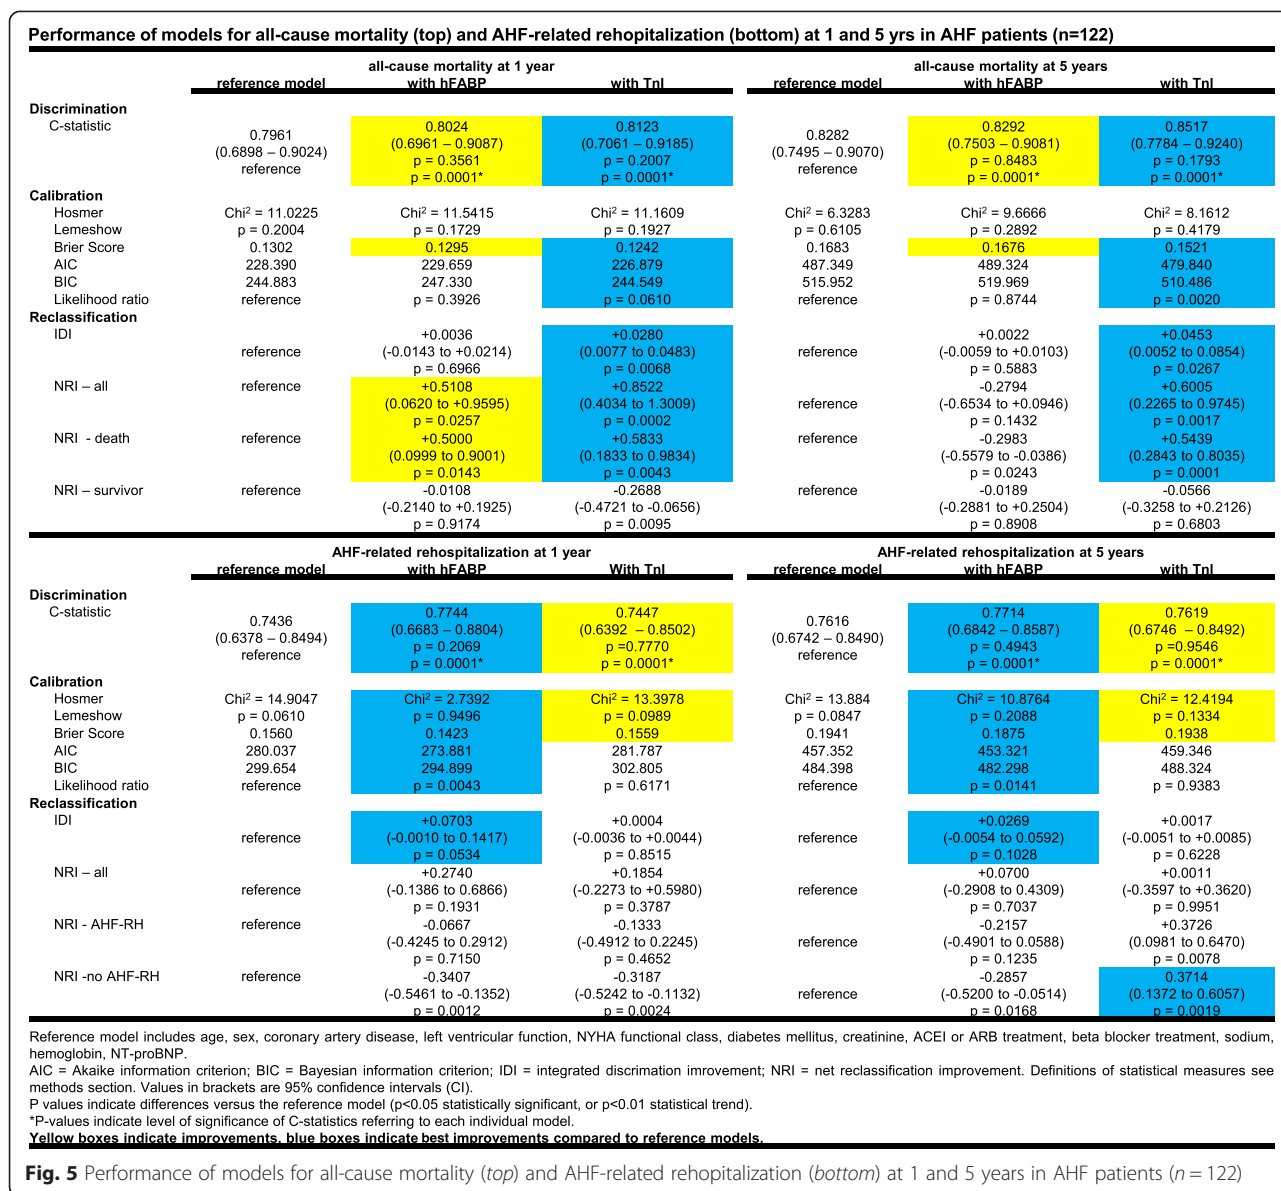 Performance of models for all-cause mortality (top) and AHF-related rehospitalization (bottom) at 1 and 5 yrs in AHF patients (n=122)
all-cause mortality at 1 year all-cause mortality at 5 years
reference model with hFABP with TnI reference model with hFABP with TnI
Discrimination
C-statistic 0.7961 0.8024 0.8123 0.8282 0.8292 0.8517
(0.6898 – 0.9024) (0.6961 – 0.9087) (0.7061 – 0.9185) (0.7495 – 0.9070) (0.7503 – 0.9081) (0.7784 – 0.9240)
reference p = 0.3561 p = 0.2007 reference p = 0.8483 p = 0.1793
p = 0.0001* p = 0.0001* p = 0.0001* p = 0.0001*
Calibration
Hosmer Chi² = 11.0225 Chi² = 11.5415 Chi² = 11.1609 Chi² = 6.3283 Chi² = 9.6666 Chi² = 8.1612
Lemeshow p = 0.2004 p = 0.1729 p = 0.1927 p = 0.6105 p = 0.2892 p = 0.4179
Brier Score 0.1302 0.1295 0.1242 0.1683 0.1676 0.1521
AIC 228.390 229.659 226.879 487.349 489.324 479.840
BIC 244.883 247.330 244.549 515.952 519.969 510.486
Likelihood ratio reference p = 0.3926 p = 0.0610 reference p = 0.8744 p = 0.0020
Reclassification
IDI +0.0036 +0.0280 +0.0022 +0.0453
reference (-0.0143 to +0.0214) (0.0077 to 0.0483) reference (-0.0059 to +0.0103) (0.0052 to 0.0854)
p = 0.6966 p = 0.0068 p = 0.5883 p = 0.0267
NRI – all reference +0.5108 +0.8522 -0.2794 +0.6005
(0.0620 to +0.9595) (0.4034 to 1.3009) reference (-0.6534 to +0.0946) (0.2265 to 0.9745)
p = 0.0257 p = 0.0002 p = 0.1432 p = 0.0017
NRI - death reference +0.5000 +0.5833 reference -0.2983 +0.5439
(0.0999 to 0.9001) (0.1833 to 0.9834) (-0.5579 to -0.0386) (0.2843 to 0.8035)
p = 0.0143 p = 0.0043 p = 0.0243 p = 0.0001
NRI – survivor reference -0.0108 -0.2688 reference -0.0189 -0.0566
(-0.2140 to +0.1925) (-0.4721 to -0.0656) (-0.2881 to +0.2504) (-0.3258 to +0.2126)
p = 0.9174 p = 0.0095 p = 0.8908 p = 0.6803
AHF-related rehospitalization at 1 year AHF-related rehospitalization at 5 years
reference model with hFABP With TnI reference model with hFABP with TnI
Discrimination
C-statistic 0.7436 0.7744 0.7447 0.7616 0.7714 0.7619
(0.6378 – 0.8494) (0.6683 – 0.8804) (0.6392 – 0.8502) (0.6742 – 0.8490) (0.6842 – 0.8587) (0.6746 – 0.8492)
reference p = 0.2069 p =0.7770 reference p = 0.4943 p =0.9546
p = 0.0001* p = 0.0001* p = 0.0001* p = 0.0001*
Calibration
Hosmer Chi² = 14.9047 Chi² = 2.7392 Chi² = 13.3978 Chi² = 13.884 Chi² = 10.8764 Chi² = 12.4194
Lemeshow p = 0.0610 p = 0.9496 p = 0.0989 p = 0.0847 p = 0.2088 p = 0.1334
Brier Score 0.1560 0.1423 0.1559 0.1941 0.1875 0.1938
AIC 280.037 273.881 281.787 457.352 453.321 459.346
BIC 299.654 294.899 302.805 484.398 482.298 488.324
Likelihood ratio reference p = 0.0043 p = 0.6171 reference p = 0.0141 p = 0.9383
Reclassification
IDI +0.0703 +0.0004 +0.0269 +0.0017
reference (-0.0010 to 0.1417) (-0.0036 to +0.0044) reference (-0.0054 to 0.0592) (-0.0051 to +0.0085)
p = 0.0534 p = 0.8515 p = 0.1028 p = 0.6228
NRI – all +0.2740 +0.1854 +0.0700 +0.0011
reference (-0.1386 to 0.6866) (-0.2273 to +0.5980) reference (-0.2908 to 0.4309) (-0.3597 to +0.3620)
p = 0.1931 p = 0.3787 p = 0.7037 p = 0.9951
NRI - AHF-RH reference -0.0667 -0.1333 -0.2157 +0.3726
(-0.4245 to 0.2912) (-0.4912 to 0.2245) reference (-0.4901 to 0.0588) (0.0981 to 0.6470)
p = 0.7150 p = 0.4652 p = 0.1235 p = 0.0078
NRI -no AHF-RH reference -0.3407 -0.3187 -0.2857 0.3714
(-0.5461 to -0.1352) (-0.5242 to -0.1132) reference (-0.5200 to -0.0514) (0.1372 to 0.6057)
p = 0.0012 p = 0.0024 p = 0.0168 p = 0.0019
Reference model includes age, sex, coronary artery disease, left ventricular function, NYHA functional class, diabetes mellitus, creatinine, ACEI or ARB treatment, beta blocker treatment, sodium,
hemoglobin, NT-proBNP.
AIC = Akaike information criterion; BIC = Bayesian information criterion; IDI = integrated discrimation imrovement; NRI = net reclassification improvement. Definitions of statistical measures see
methods section. Values in brackets are 95% confidence intervals (CI).
P values indicate differences versus the reference model (p<0.05 statistically significant, or p<0.01 statistical trend).
*P-values indicate level of significance of C-statistics referring to each individual model.
Yellow boxes indicate improvements, blue boxes indicate best improvements compared to reference models.
Fig. 5 Performance of models for all-cause mortality (top) and AHF-related rehopitalization (bottom) at 1 and 5 years in AHF patients (n = 122)